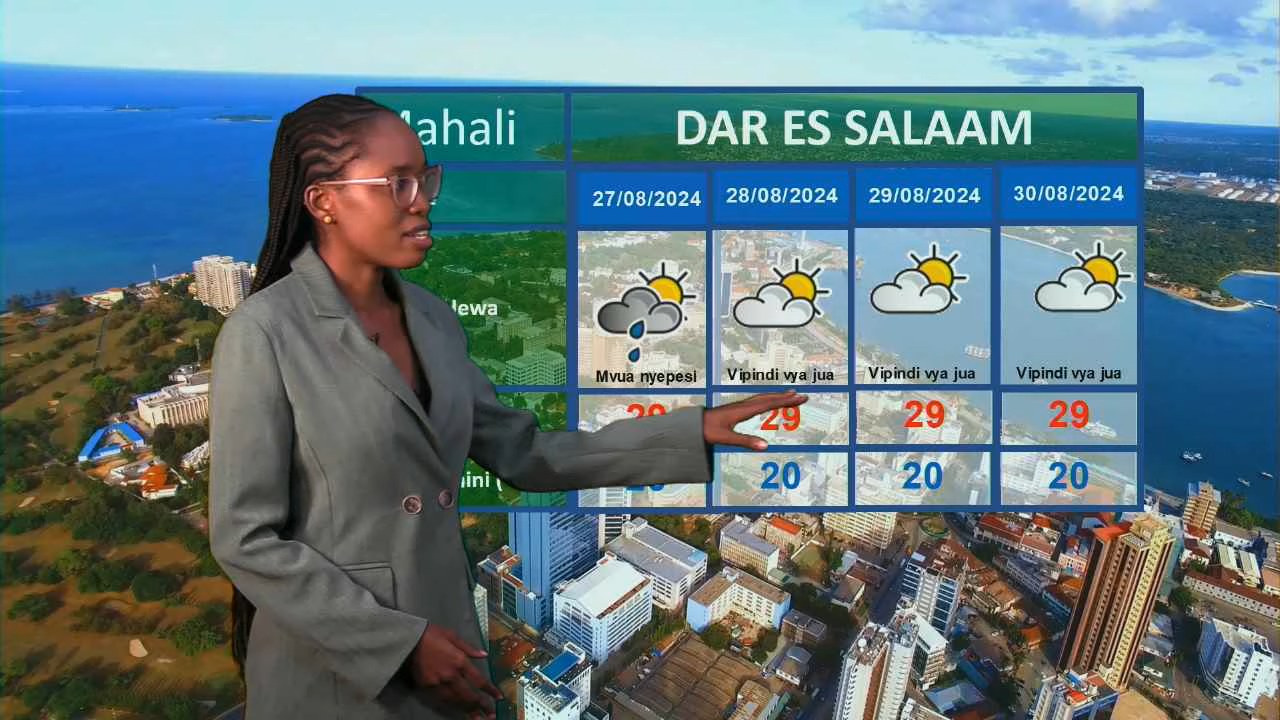 DAR ES SALAAM
27/08/2024 28/08/2024 29/08/2024 30/08/2024
Mvua nyepesi Vipindi vya jua Vipindi vya jua Vipindi vya jua
29 29 29
20 20 20